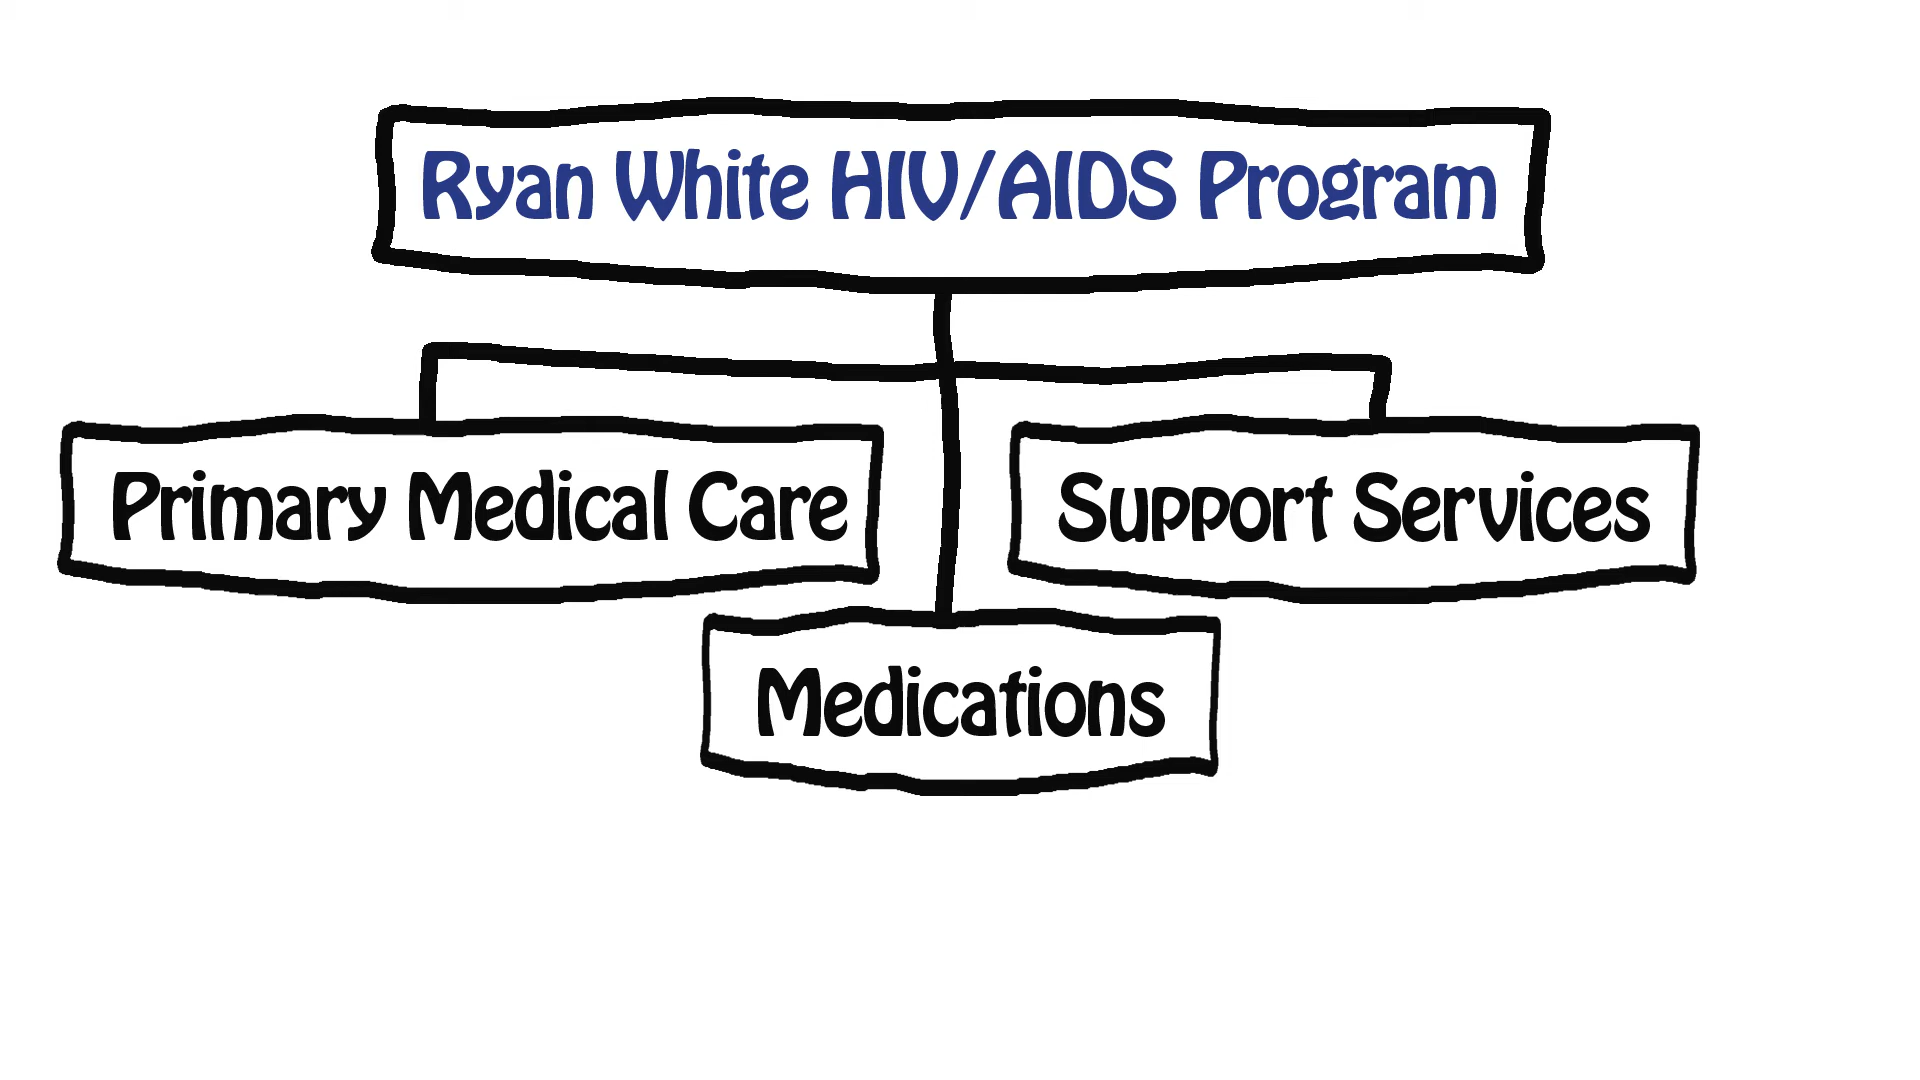 Ryan White HIV/AIDS Program
Primary Medical Care
Support Services
Medications